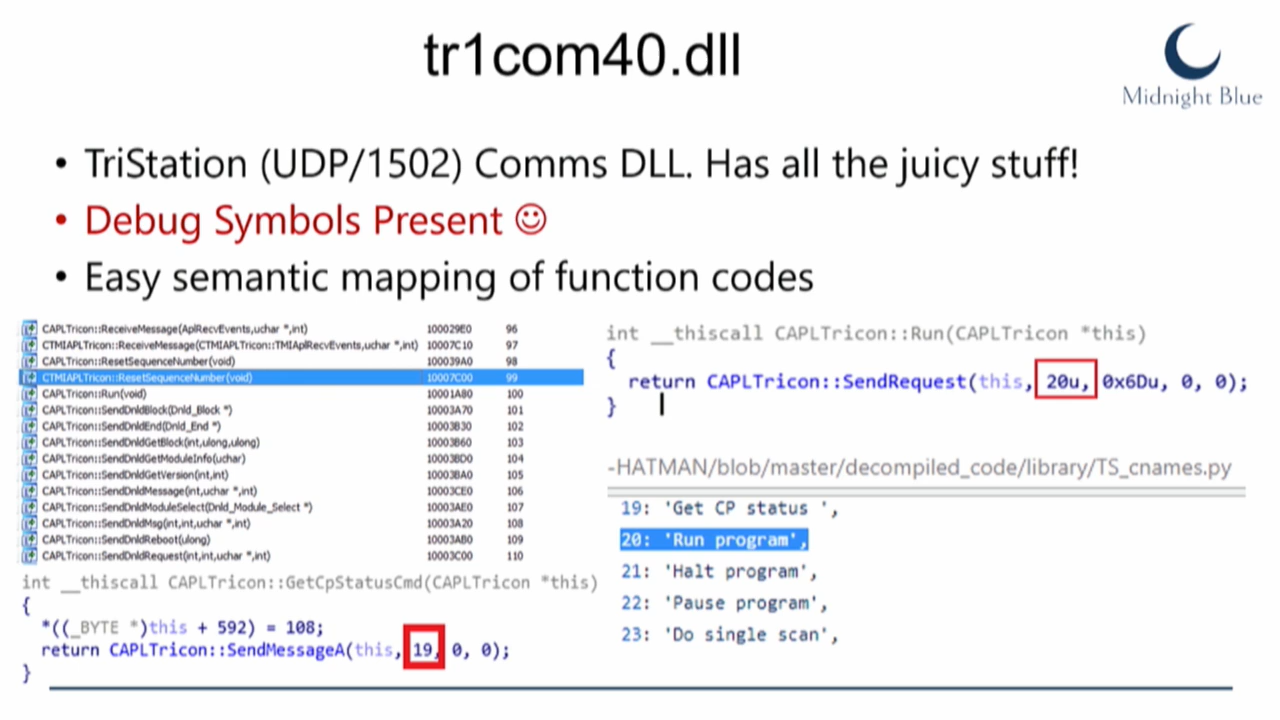 tr1com40.dll
Midnight Blue
• TriStation (UDP/1502) Comms DLL. Has all the juicy stuff!
• Debug Symbols Present ☺
• Easy semantic mapping of function codes
CAPLTricon::ReceiveMessage(AplRecvEvents,uchar *,int) 100029E0 96
CTMIAPLTricon::ReceiveMessage(CTMIAPLTricon::TMIAplRecvEvents,uchar *,int) 10007C10 97
CAPLTricon::ResetSequenceNumber(void) 100039A0 98
CTMIAPLTricon::ResetSequenceNumber(void) 10007C00 99
CAPLTricon::Run(void) 10001A80 100
CAPLTricon::SendDnldBlock(Dnld_Block *) 10003A70 101
CAPLTricon::SendDnldEnd(Dnld_End *) 10003B30 102
CAPLTricon::SendDnldGetBlock(int,ulong,ulong) 10003B60 103
CAPLTricon::SendDnldGetModuleInfo(uchar) 10003BD0 104
CAPLTricon::SendDnldGetVersion(int,int) 10003BA0 105
CAPLTricon::SendDnldMessage(int,uchar *,int) 10003CE0 106
CAPLTricon::SendDnldModuleSelect(Dnld_Module_Select *) 10003AE0 107
CAPLTricon::SendDnldMsg(int,int,uchar *,int) 10003A20 108
CAPLTricon::SendDnldReboot(ulong) 10003AB0 109
CAPLTricon::SendDnldRequest(int,int,uchar *,int) 10003C00 110
int __thiscall CAPLTricon::GetCpStatusCmd(CAPLTricon *this)
{
*((_BYTE *)this + 592) = 108;
return CAPLTricon::SendMessageA(this, 19, 0, 0);
}
int __thiscall CAPLTricon::Run(CAPLTricon *this)
{
return CAPLTricon::SendRequest(this, 20u, 0x6Du, 0, 0);
}
-HATMAN/blob/master/decompiled_code/library/TS_cnames.py
19: 'Get CP status ',
20: 'Run program',
21: 'Halt program',
22: 'Pause program',
23: 'Do single scan',